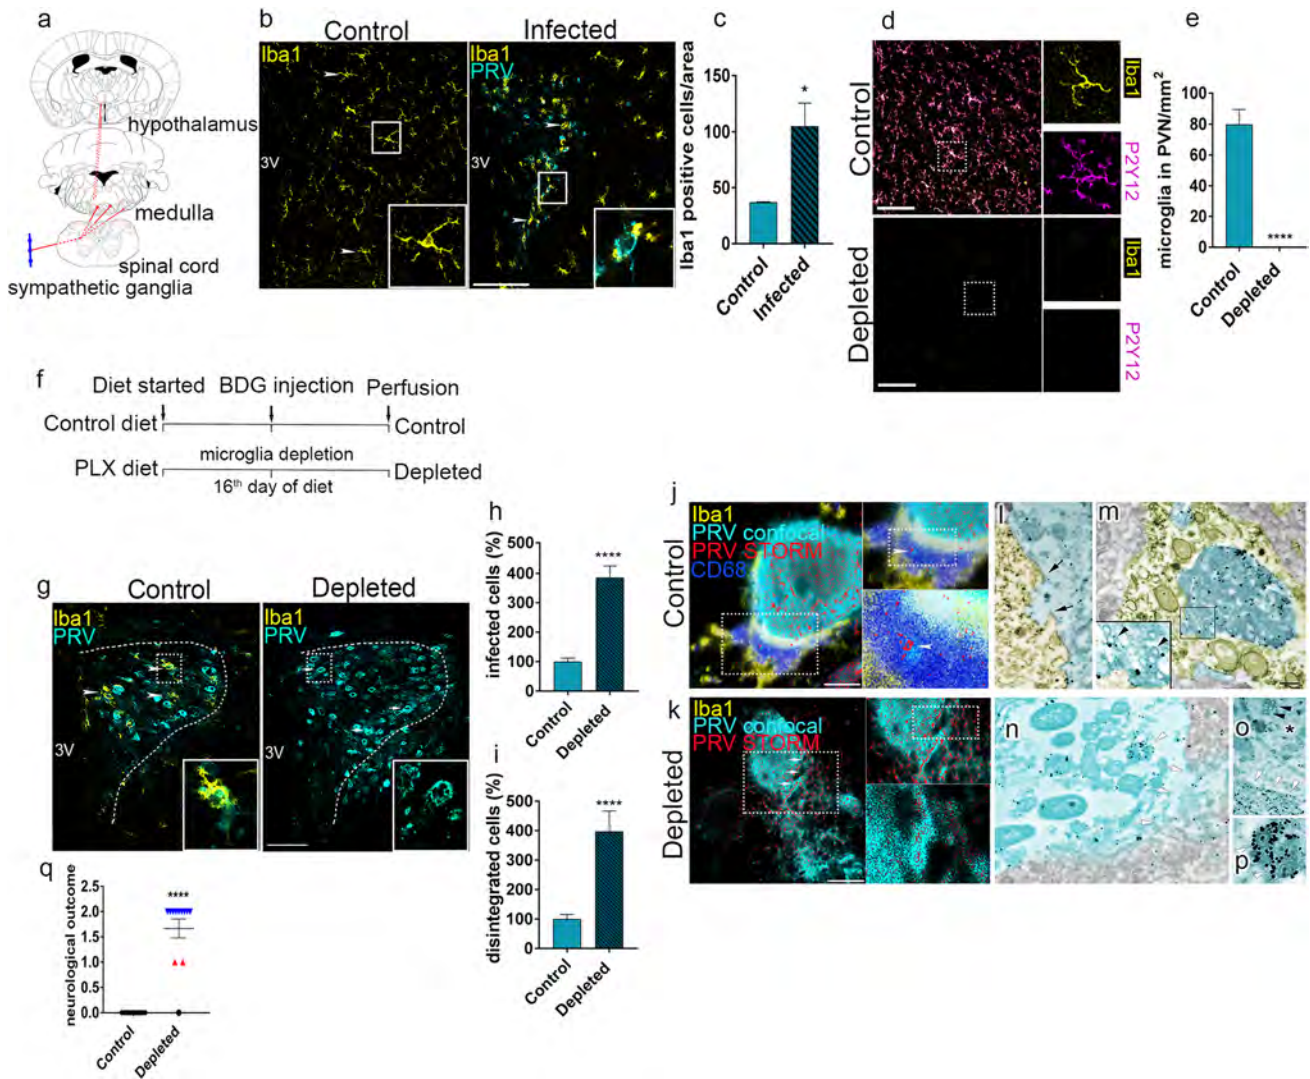 a
hypothalamus
medulla
spinal cord
sympathetic ganglia
b
Control
Infected
Iba1
Iba1
PRV
3V
3V
c
Iba1 positive cells/area
150
100
50
0
*
Control
Infected
d
Control
Depleted
Iba1
P2Y12
Iba1
P2Y12
e
microglia in PVN/mm²
100
80
60
40
20
0
****
Control
Depleted
f
Diet started
BDG injection
Perfusion
Control diet
Control
microglia depletion
PLX diet
Depleted
16th day of diet
g
Control
Depleted
Iba1
PRV
Iba1
PRV
3V
3V
h
infected cells (%)
500
400
300
200
100
0
****
Control
Depleted
i
disintegrated cells (%)
500
400
300
200
100
0
****
Control
Depleted
j
Control
Iba1
PRV confocal
PRV STORM
CD68
k
Depleted
Iba1
PRV confocal
PRV STORM
l
m
n
o
*
p
q
neurological outcome
2.5
2.0
1.5
1.0
0.5
0.0
****
Control
Depleted